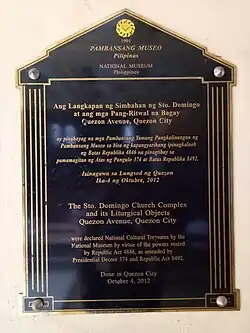 1901
PAMBANSANG MUSEO
Pilipinas
NATIONAL MUSEUM
Philippines
Ang Langkapan ng Simbahan ng Sto. Domingo
at ang mga Pang-Ritwal na Bagay
Quezon Avenue, Quezon City
ay pinahayag na mga Pambansang Yamang Pangkalinangan ng
Pambansang Museo sa bisa ng kapangyarihang ipinagkaloob
ng Batas Republika 4846 na pinagtibay sa
pamamagitan ng Atas ng Pangulo 374 at Batas Republika 8492.
Isinagawa sa Lungsod ng Quezon
Ika-4 ng Oktubre, 2012
The Sto. Domingo Church Complex
and its Liturgical Objects
Quezon Avenue, Quezon City
were declared National Cultural Treasures by the
National Museum by virtue of the powers vested
by Republic Act 4846, as amended by
Presidential Decree 374 and Republic Act 8492.
Done in Quezon City
October 4, 2012